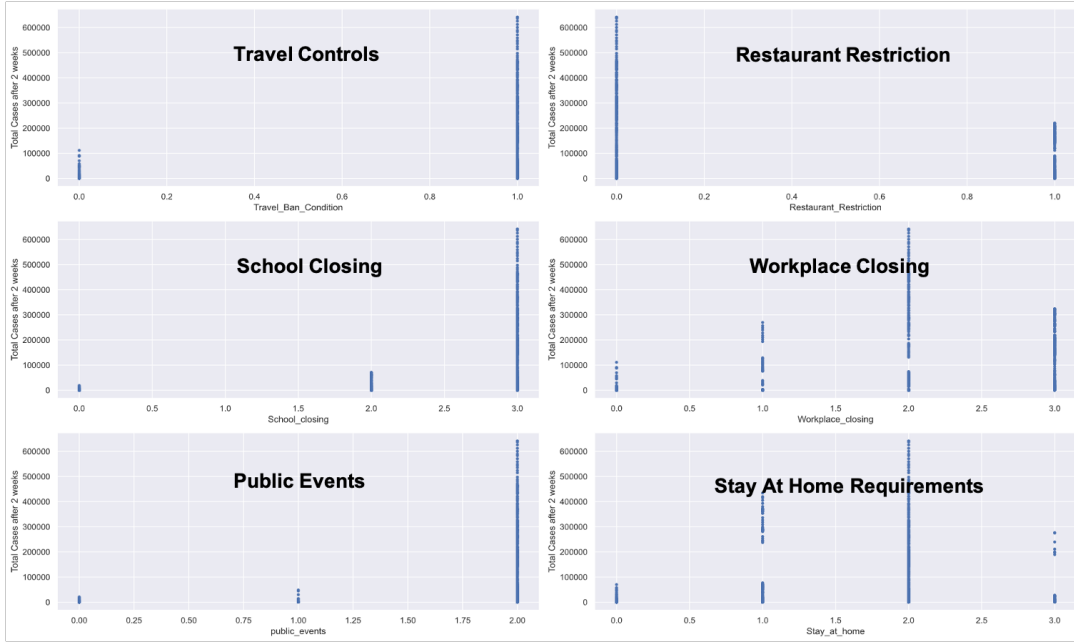 Travel Controls
Total Cases after 2 weeks
600000
500000
400000
300000
200000
100000
0
0.0 0.2 0.4 0.6 0.8 1.0
Travel_Ban_Condition
Restaurant Restriction
Total Cases after 2 weeks
600000
500000
400000
300000
200000
100000
0
0.0 0.2 0.4 0.6 0.8 1.0
Restaurant_Restriction
School Closing
Total Cases after 2 weeks
600000
500000
400000
300000
200000
100000
0
0.0 0.5 1.0 1.5 2.0 2.5 3.0
School_closing
Workplace Closing
Total Cases after 2 weeks
600000
500000
400000
300000
200000
100000
0
0.0 0.5 1.0 1.5 2.0 2.5 3.0
Workplace_closing
Public Events
Total Cases after 2 weeks
600000
500000
400000
300000
200000
100000
0
0.00 0.25 0.50 0.75 1.00 1.25 1.50 1.75 2.00
public_events
Stay At Home Requirements
Total Cases after 2 weeks
600000
500000
400000
300000
200000
100000
0
0.0 0.5 1.0 1.5 2.0 2.5 3.0
Stay_at_home